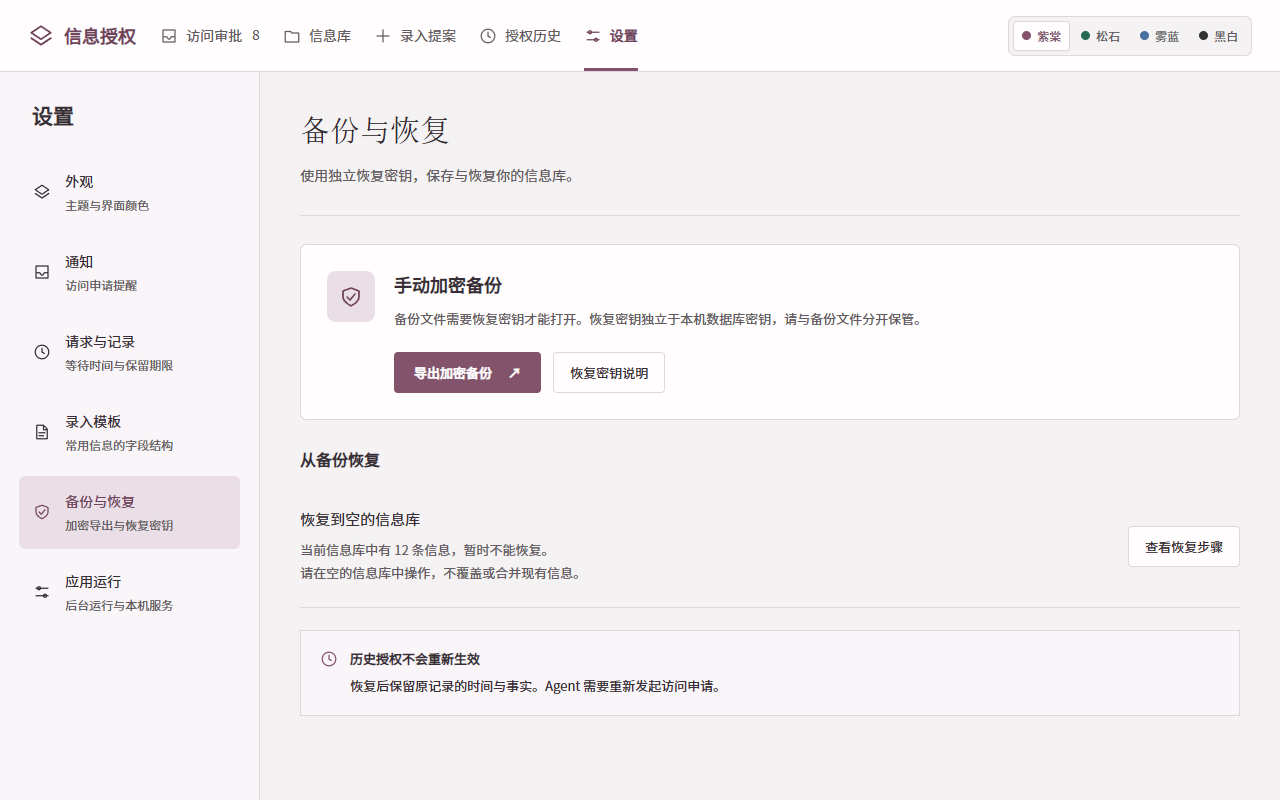 信息授权
访问审批 8
信息库
录入提案
授权历史
设置
紫棠
松石
雾蓝
黑白
设置
外观
主题与界面颜色
通知
访问申请提醒
请求与记录
等待时间与保留期限
录入模板
常用信息的字段结构
备份与恢复
加密导出与恢复密钥
应用运行
后台运行与本机服务
备份与恢复
使用独立恢复密钥，保存与恢复你的信息库。
手动加密备份
备份文件需要恢复密钥才能打开。恢复密钥独立于本机数据库密钥，请与备份文件分开保管。
导出加密备份 ↗
恢复密钥说明
从备份恢复
恢复到空的信息库
当前信息库中有 12 条信息，暂时不能恢复。
请在空的信息库中操作，不覆盖或合并现有信息。
查看恢复步骤
历史授权不会重新生效
恢复后保留原记录的时间与事实。Agent 需要重新发起访问申请。